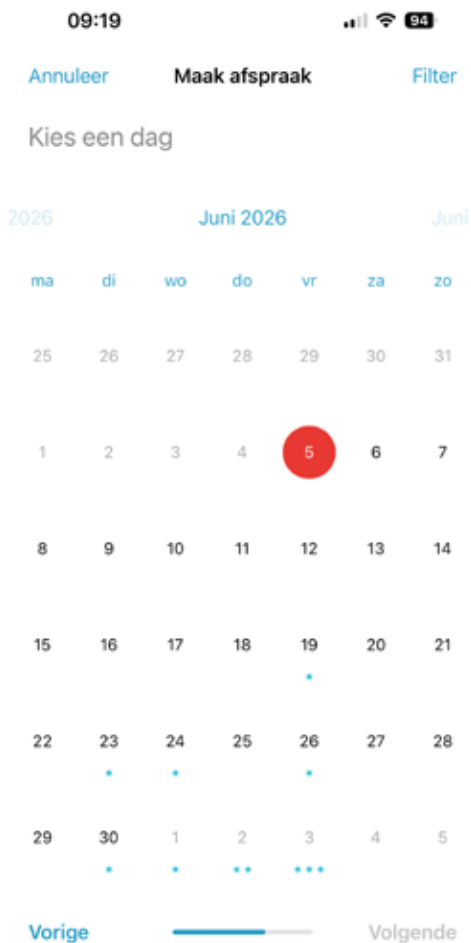 09:19 94
Annuleer Maak afspraak Filter
Kies een dag
2026 Juni 2026 Juni
ma di wo do vr za zo
25 26 27 28 29 30 31
1 2 3 4 5 6 7
8 9 10 11 12 13 14
15 16 17 18 19 20 21
22 23 24 25 26 27 28
29 30 1 2 3 4 5
Vorige Volgende